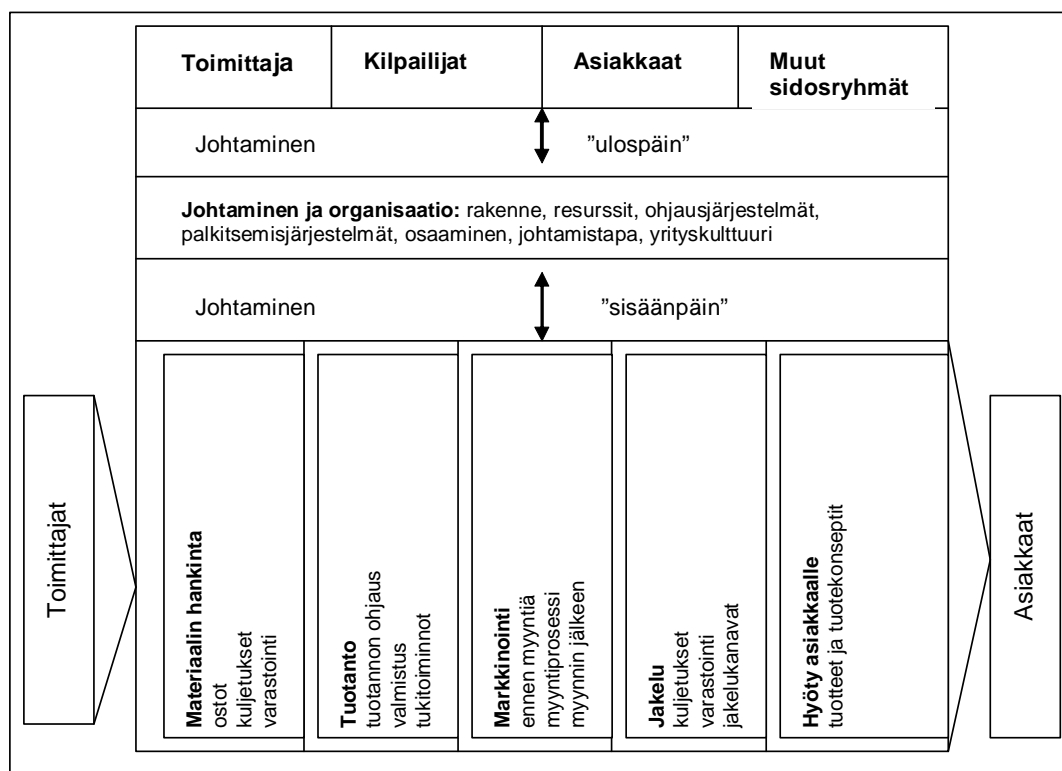 Toimittaja
Kilpailijat
Asiakkaat
Muut
sidosryhmät
Johtaminen
”ulospäin”
Johtaminen ja organisaatio: rakenne, resurssit, ohjausjärjestelmät,
palkitsemisjärjestelmät, osaaminen, johtamistapa, yrityskulttuuri
Johtaminen
”sisäänpäin”
Toimittajat
Materiaalin hankinta
ostot
kuljetukset
varastointi
Tuotanto
tuotannon ohjaus
valmistus
tukitoiminnot
Markkinointi
ennen myyntiä
myyntiprosessi
myynnin jälkeen
Jakelu
kuljetukset
varastointi
jakelukanavat
Hyöty asiakkaalle
tuotteet ja tuotekonseptit
Asiakkaat